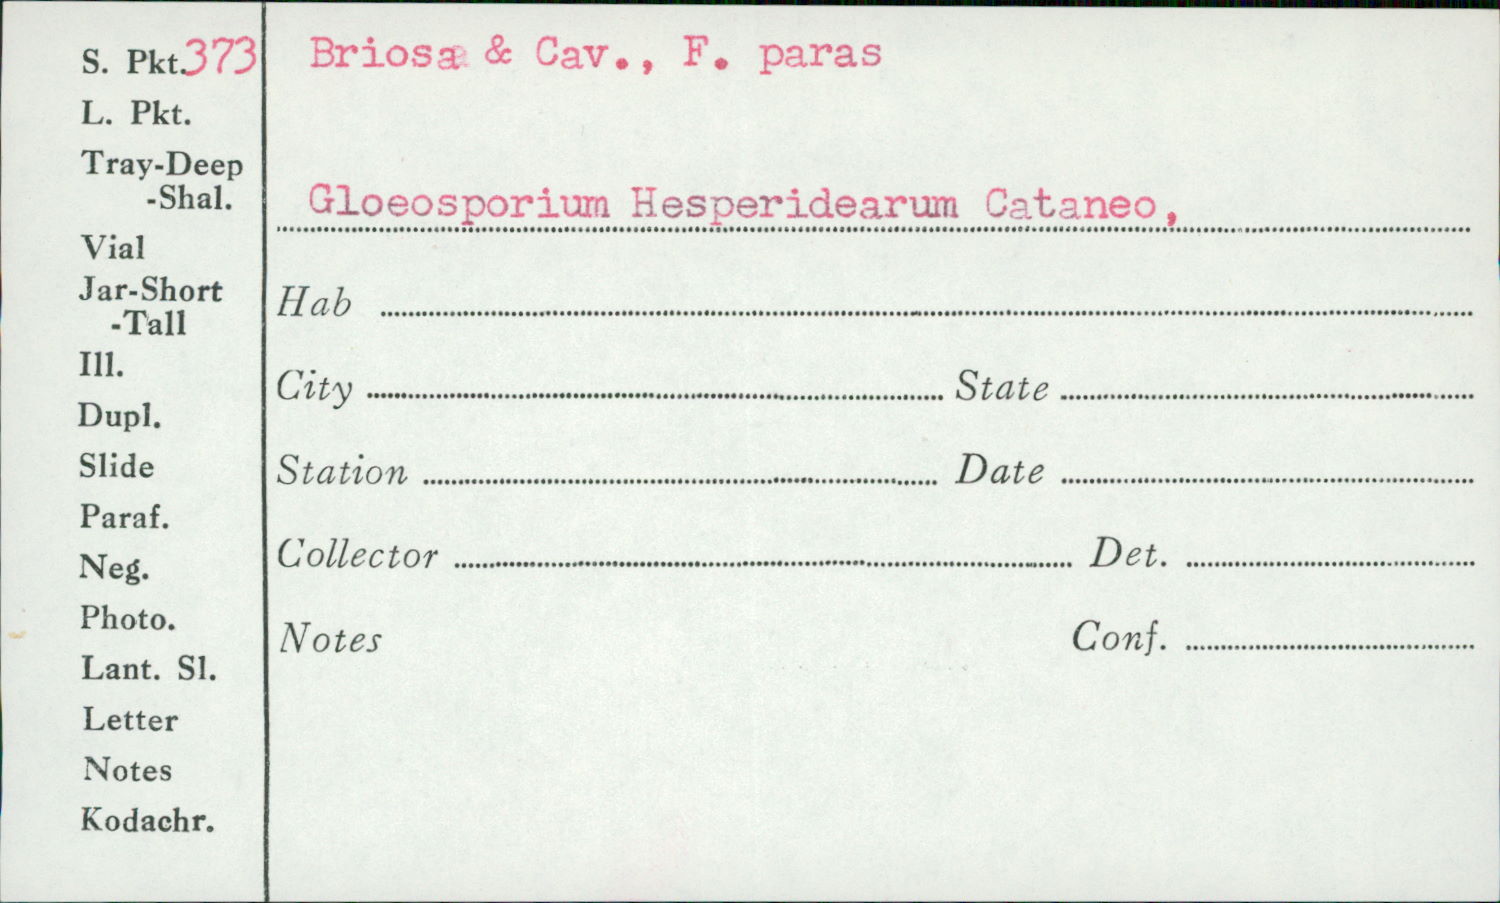 S. Pkt. 373
Briosa & Cav., F. paras
L. Pkt.
Tray-Deep
-Shal.
Gloeosporium Hesperidearum Cataneo,
Vial
Jar-Short
-Tall
Hab
Ill.
City State
Dupl.
Slide
Station Date
Paraf.
Neg.
Collector Det.
Photo.
Notes Conf.
Lant. Sl.
Letter
Notes
Kodachr.